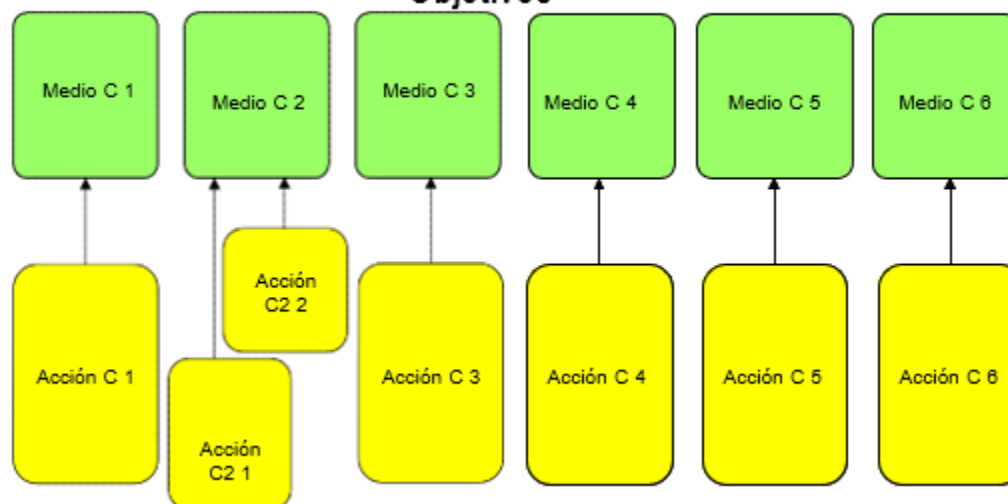 Objetivos
Medio C 1
Medio C 2
Medio C 3
Medio C 4
Medio C 5
Medio C 6
Acción
C2 2
Acción C 1
Acción C 3
Acción C 4
Acción C 5
Acción C 6
Acción
C2 1